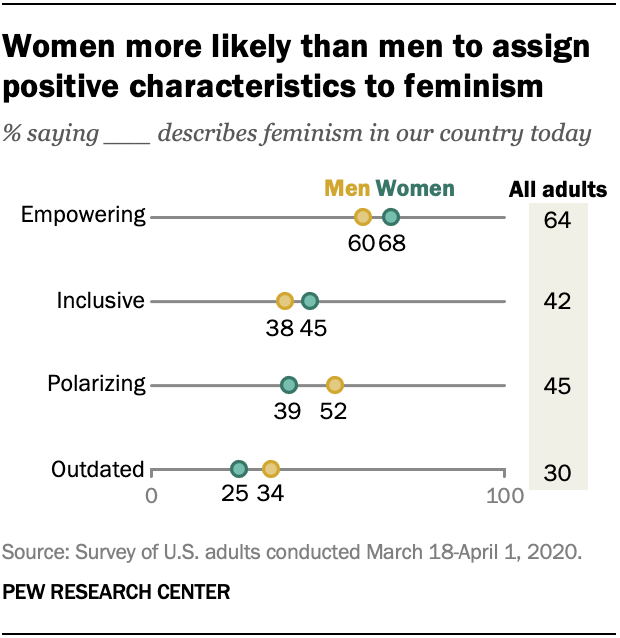 Women more likely than men to assign
positive characteristics to feminism
% saying ___ describes feminism in our country today
Men Women All adults
Empowering 60 68 64
Inclusive 38 45 42
Polarizing 39 52 45
Outdated 25 34 30
0 100
Source: Survey of U.S. adults conducted March 18-April 1, 2020.
PEW RESEARCH CENTER